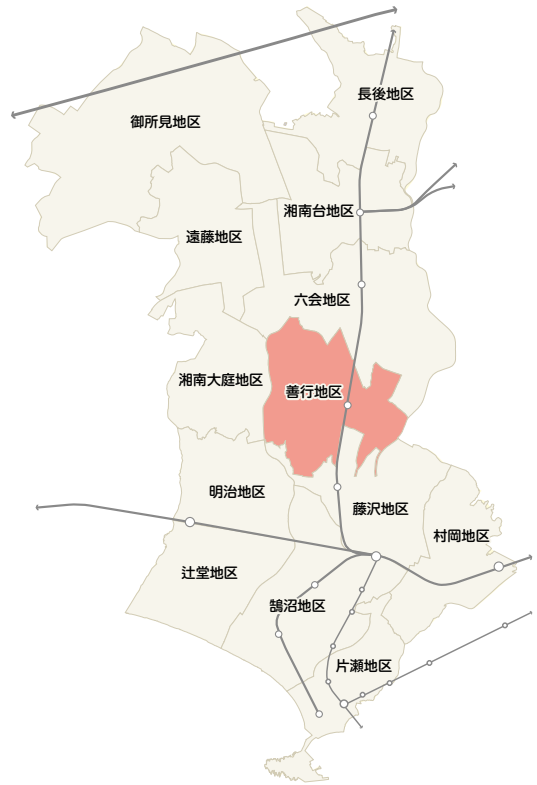 長後地区
御所見地区
湘南台地区
遠藤地区
六会地区
湘南大庭地区
善行地区
明治地区
藤沢地区
村岡地区
辻堂地区
鵠沼地区
片瀬地区